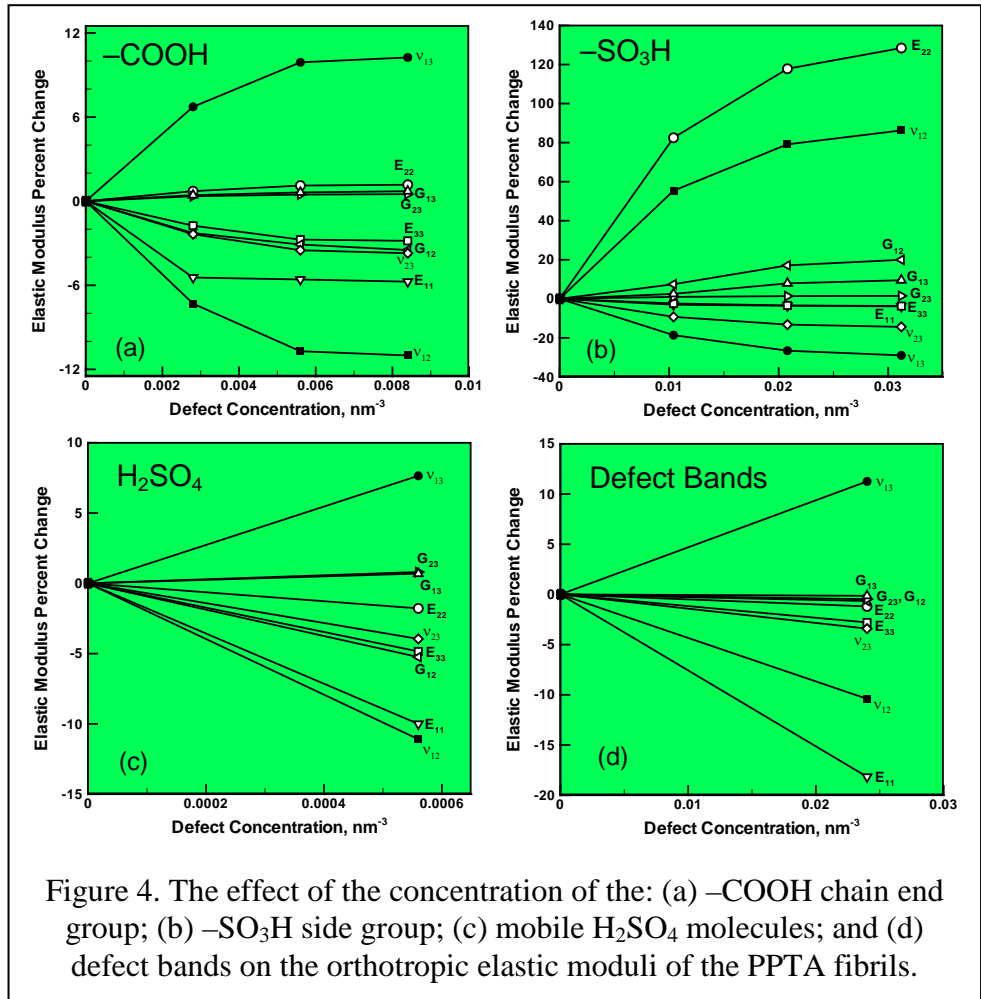 –COOH
Elastic Modulus Percent Change
12
6
0
-6
-12
ν₁₃
E₂₂
G₁₃
G₂₃
E₃₃
G₁₂
ν₂₃
E₁₁
ν₁₂
(a)
0 0.002 0.004 0.006 0.008 0.01
Defect Concentration, nm⁻³
–SO₃H
Elastic Modulus Percent Change
140
120
100
80
60
40
20
0
-20
-40
E₂₂
ν₁₂
G₁₂
G₁₃
G₂₃
E₁₁ E₃₃
ν₂₃
ν₁₃
(b)
0 0.01 0.02 0.03
Defect Concentration, nm⁻³
H₂SO₄
Elastic Modulus Percent Change
10
5
0
-5
-10
-15
ν₁₃
G₂₃
G₁₃
E₂₂
ν₂₃
E₃₃
G₁₂
E₁₁
ν₁₂
(c)
0 0.0002 0.0004 0.0006
Defect Concentration, nm⁻³
Defect Bands
Elastic Modulus Percent Change
15
10
5
0
-5
-10
-15
-20
ν₁₃
G₁₃
G₂₃, G₁₂
E₂₂
E₃₃
ν₂₃
ν₁₂
E₁₁
(d)
0 0.01 0.02 0.03
Defect Concentration, nm⁻³
Figure 4. The effect of the concentration of the: (a) –COOH chain end
group; (b) –SO₃H side group; (c) mobile H₂SO₄ molecules; and (d)
defect bands on the orthotropic elastic moduli of the PPTA fibrils.